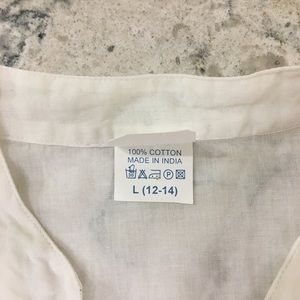 100% COTTON
MADE IN INDIA
L (12-14)